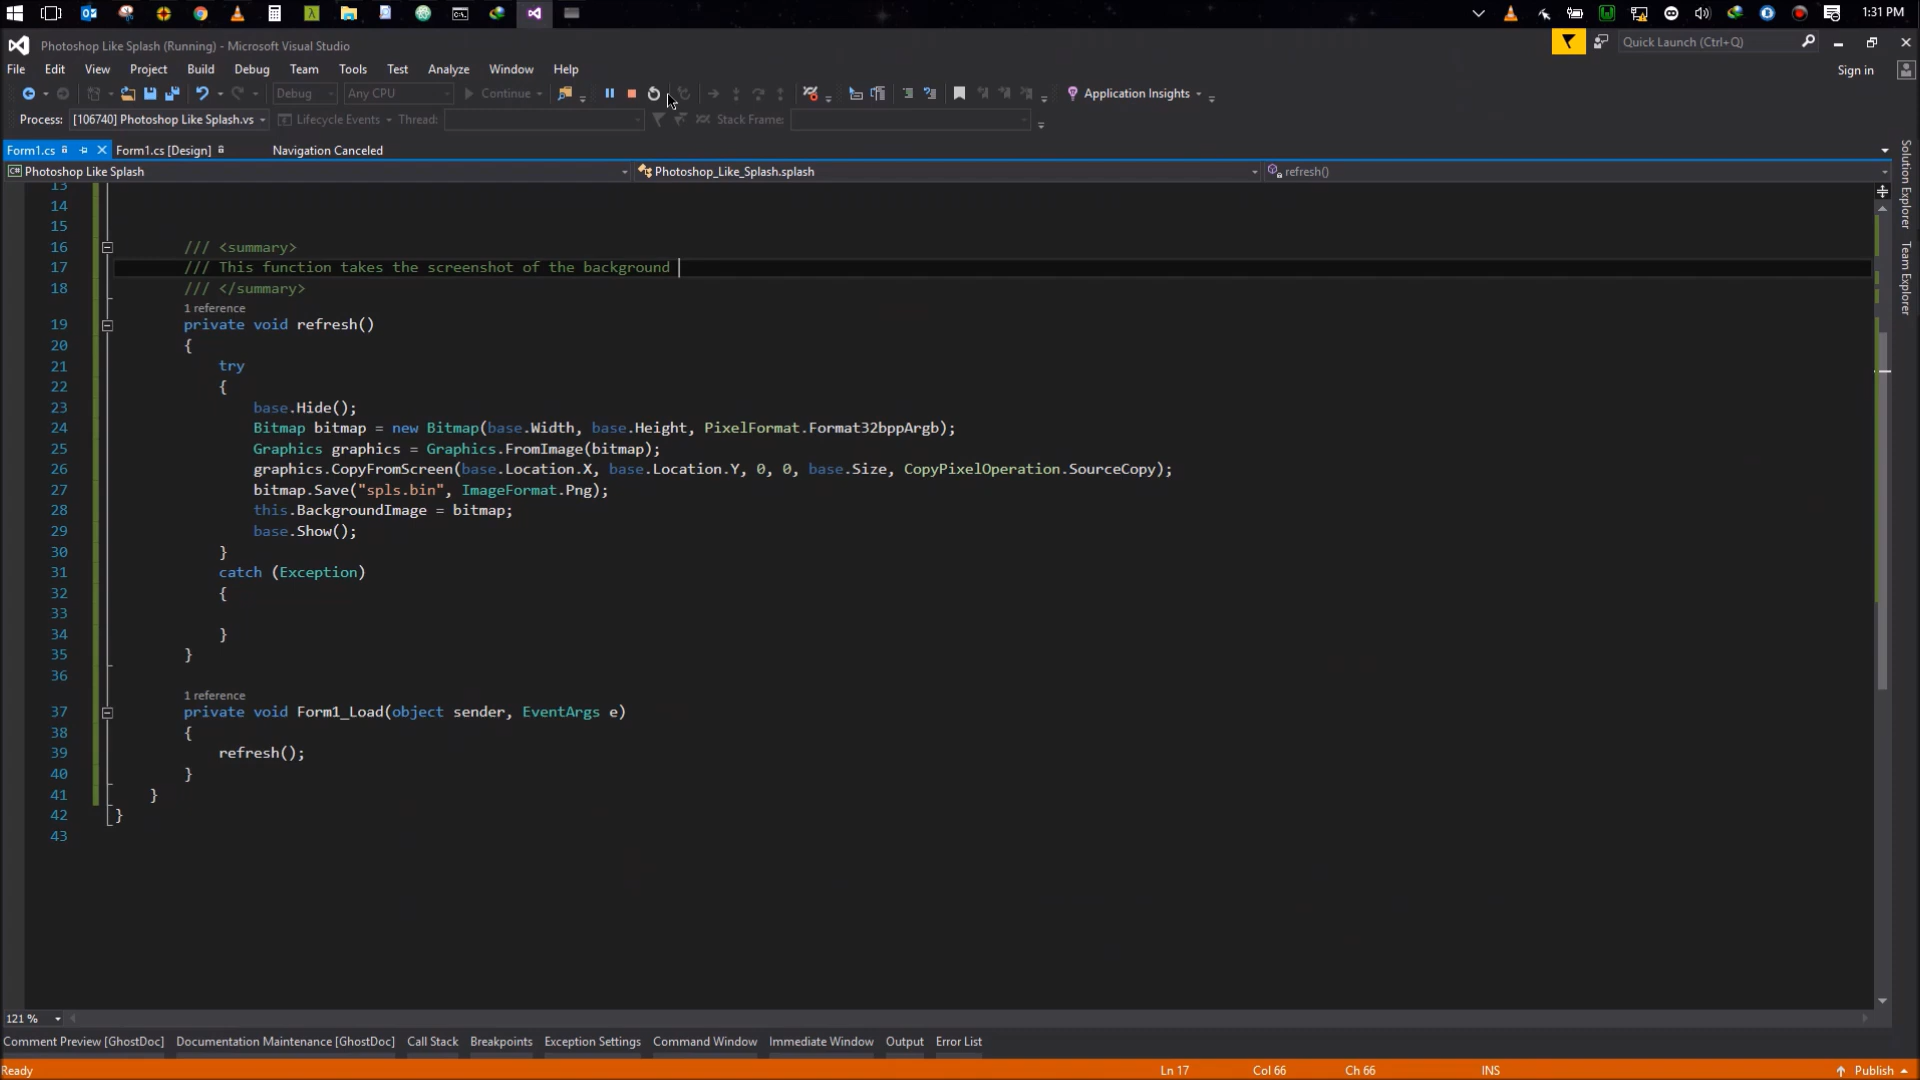 1:31 PM
Photoshop Like Splash (Running) - Microsoft Visual Studio
Quick Launch (Ctrl+Q)
File Edit View Project Build Debug Team Tools Test Analyze Window Help
Sign in
Debug Any CPU Continue Application Insights
Process: [106740] Photoshop Like Splash.vs Lifecycle Events Thread: Stack Frame:
Form1.cs Form1.cs [Design] Navigation Canceled
Photoshop Like Splash Photoshop_Like_Splash.splash refresh()
Solution Explorer
Team Explorer
13
14
15
16 /// <summary>
17 /// This function takes the screenshot of the background
18 /// </summary>
1 reference
19 private void refresh()
20 {
21 try
22 {
23 base.Hide();
24 Bitmap bitmap = new Bitmap(base.Width, base.Height, PixelFormat.Format32bppArgb);
25 Graphics graphics = Graphics.FromImage(bitmap);
26 graphics.CopyFromScreen(base.Location.X, base.Location.Y, 0, 0, base.Size, CopyPixelOperation.SourceCopy);
27 bitmap.Save("spls.bin", ImageFormat.Png);
28 this.BackgroundImage = bitmap;
29 base.Show();
30 }
31 catch (Exception)
32 {
33
34 }
35 }
36
1 reference
37 private void Form1_Load(object sender, EventArgs e)
38 {
39 refresh();
40 }
41 }
42 }
43
121 %
Comment Preview [GhostDoc] Documentation Maintenance [GhostDoc] Call Stack Breakpoints Exception Settings Command Window Immediate Window Output Error List
Ready Ln 17 Col 66 Ch 66 INS Publish